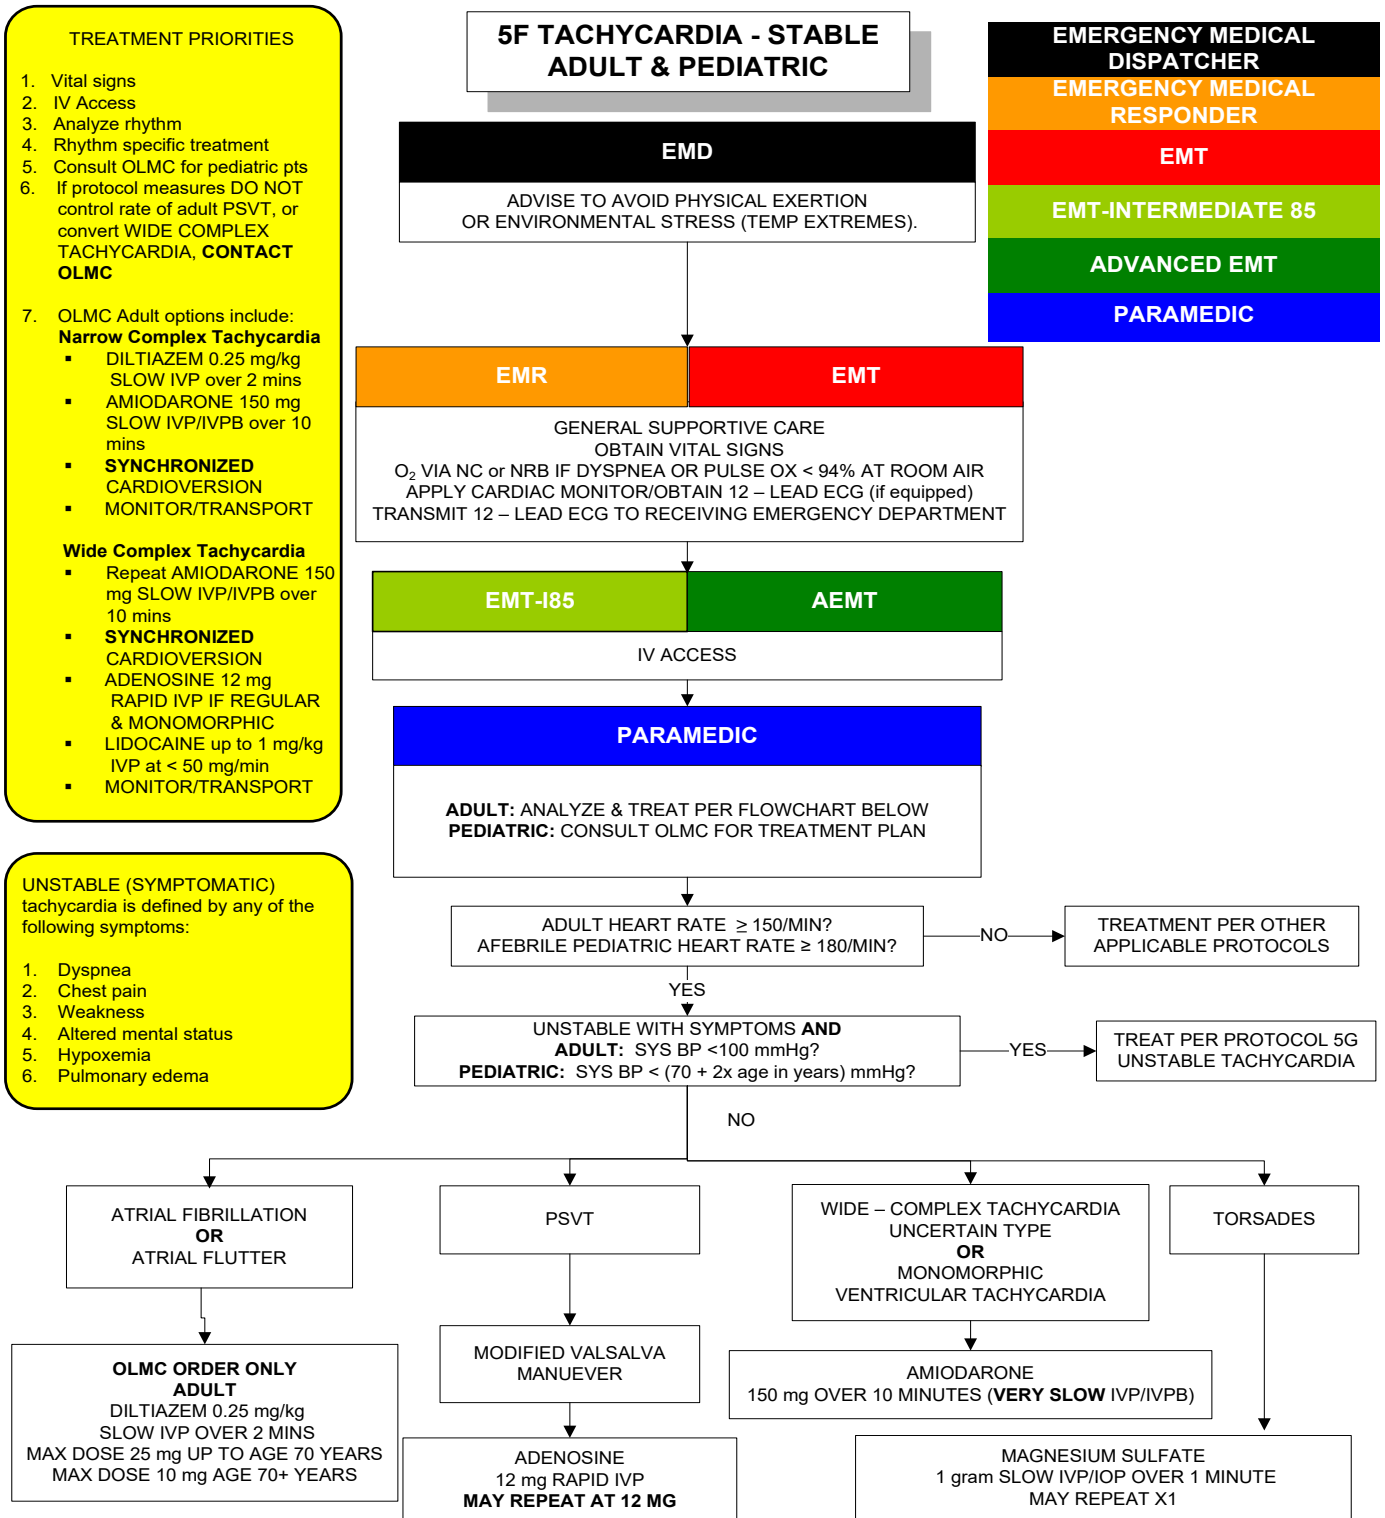 TREATMENT PRIORITIES
1. Vital signs
2. IV Access
3. Analyze rhythm
4. Rhythm specific treatment
5. Consult OLMC for pediatric pts
6. If protocol measures DO NOT
control rate of adult PSVT, or
convert WIDE COMPLEX
TACHYCARDIA, CONTACT
OLMC
7. OLMC Adult options include:
Narrow Complex Tachycardia
▪ DILTIAZEM 0.25 mg/kg
SLOW IVP over 2 mins
▪ AMIODARONE 150 mg
SLOW IVP/IVPB over 10
mins
▪ SYNCHRONIZED
CARDIOVERSION
▪ MONITOR/TRANSPORT
Wide Complex Tachycardia
▪ Repeat AMIODARONE 150
mg SLOW IVP/IVPB over
10 mins
▪ SYNCHRONIZED
CARDIOVERSION
▪ ADENOSINE 12 mg
RAPID IVP IF REGULAR
& MONOMORPHIC
▪ LIDOCAINE up to 1 mg/kg
IVP at < 50 mg/min
▪ MONITOR/TRANSPORT
UNSTABLE (SYMPTOMATIC)
tachycardia is defined by any of the
following symptoms:
1. Dyspnea
2. Chest pain
3. Weakness
4. Altered mental status
5. Hypoxemia
6. Pulmonary edema
5F TACHYCARDIA - STABLE
ADULT & PEDIATRIC
EMERGENCY MEDICAL
DISPATCHER
EMERGENCY MEDICAL
RESPONDER
EMT
EMT-INTERMEDIATE 85
ADVANCED EMT
PARAMEDIC
EMD
ADVISE TO AVOID PHYSICAL EXERTION
OR ENVIRONMENTAL STRESS (TEMP EXTREMES).
EMR
EMT
GENERAL SUPPORTIVE CARE
OBTAIN VITAL SIGNS
O₂ VIA NC or NRB IF DYSPNEA OR PULSE OX < 94% AT ROOM AIR
APPLY CARDIAC MONITOR/OBTAIN 12 – LEAD ECG (if equipped)
TRANSMIT 12 – LEAD ECG TO RECEIVING EMERGENCY DEPARTMENT
EMT-I85
AEMT
IV ACCESS
PARAMEDIC
ADULT: ANALYZE & TREAT PER FLOWCHART BELOW
PEDIATRIC: CONSULT OLMC FOR TREATMENT PLAN
ADULT HEART RATE ≥ 150/MIN?
AFEBRILE PEDIATRIC HEART RATE ≥ 180/MIN?
NO
TREATMENT PER OTHER
APPLICABLE PROTOCOLS
YES
UNSTABLE WITH SYMPTOMS AND
ADULT: SYS BP <100 mmHg?
PEDIATRIC: SYS BP < (70 + 2x age in years) mmHg?
YES
TREAT PER PROTOCOL 5G
UNSTABLE TACHYCARDIA
NO
ATRIAL FIBRILLATION
OR
ATRIAL FLUTTER
PSVT
WIDE – COMPLEX TACHYCARDIA
UNCERTAIN TYPE
OR
MONOMORPHIC
VENTRICULAR TACHYCARDIA
TORSADES
OLMC ORDER ONLY
ADULT
DILTIAZEM 0.25 mg/kg
SLOW IVP OVER 2 MINS
MAX DOSE 25 mg UP TO AGE 70 YEARS
MAX DOSE 10 mg AGE 70+ YEARS
MODIFIED VALSALVA
MANUEVER
ADENOSINE
12 mg RAPID IVP
MAY REPEAT AT 12 MG
AMIODARONE
150 mg OVER 10 MINUTES (VERY SLOW IVP/IVPB)
MAGNESIUM SULFATE
1 gram SLOW IVP/IOP OVER 1 MINUTE
MAY REPEAT X1